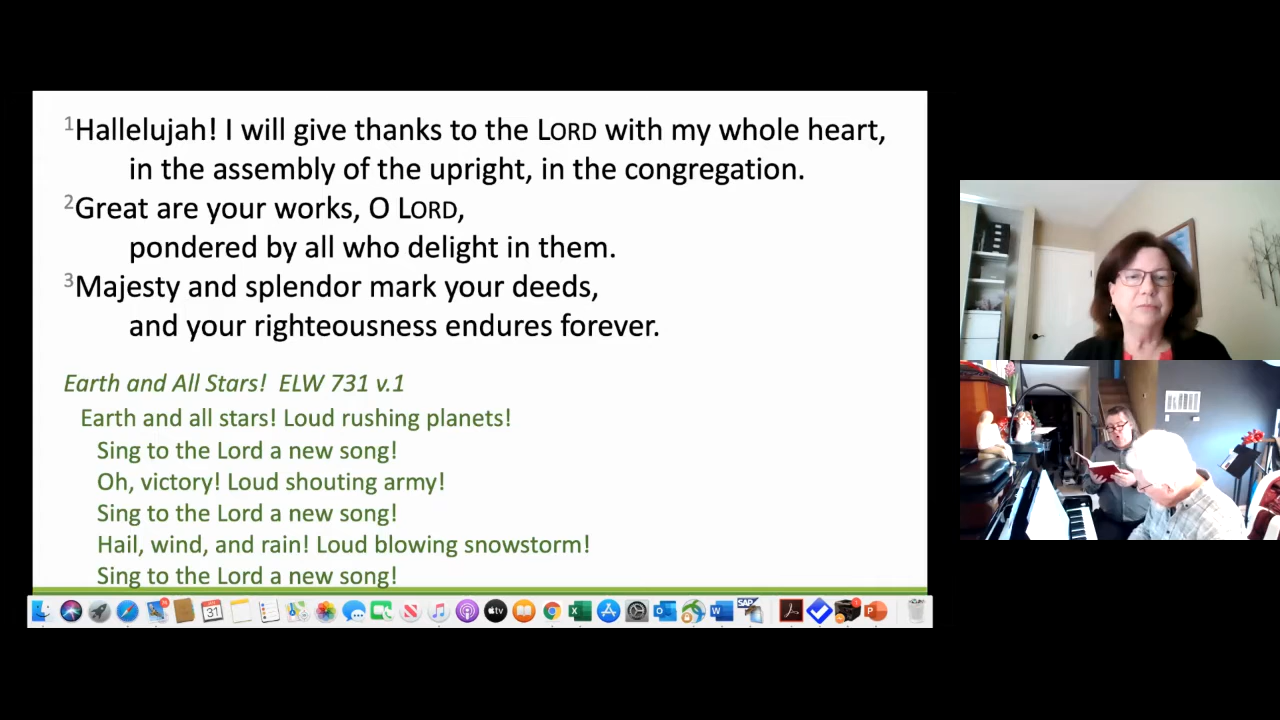 1Hallelujah! I will give thanks to the LORD with my whole heart,
in the assembly of the upright, in the congregation.
2Great are your works, O LORD,
pondered by all who delight in them.
3Majesty and splendor mark your deeds,
and your righteousness endures forever.
Earth and All Stars! ELW 731 v.1
Earth and all stars! Loud rushing planets!
Sing to the Lord a new song!
Oh, victory! Loud shouting army!
Sing to the Lord a new song!
Hail, wind, and rain! Loud blowing snowstorm!
Sing to the Lord a new song!
31
tv
SAP